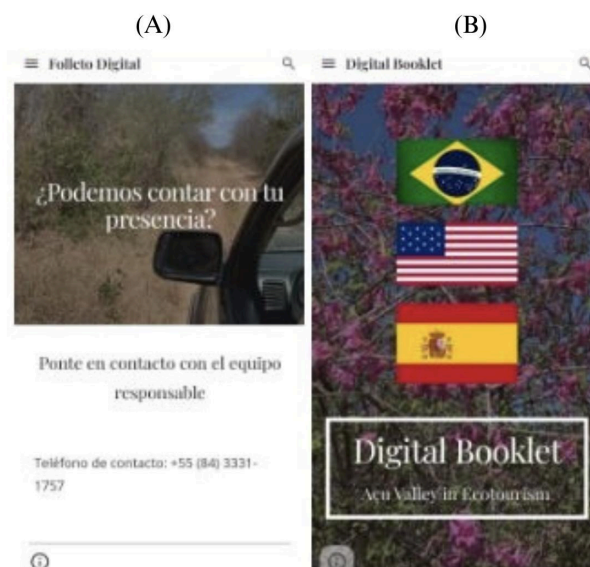 (A)
(B)
Folleto Digital
¿Podemos contar con tu
presencia?
Ponte en contacto con el equipo
responsable
Teléfono de contacto: +55 (84) 3331-
1757
Digital Booklet
Digital Booklet
Açu Valley in Ecotourism